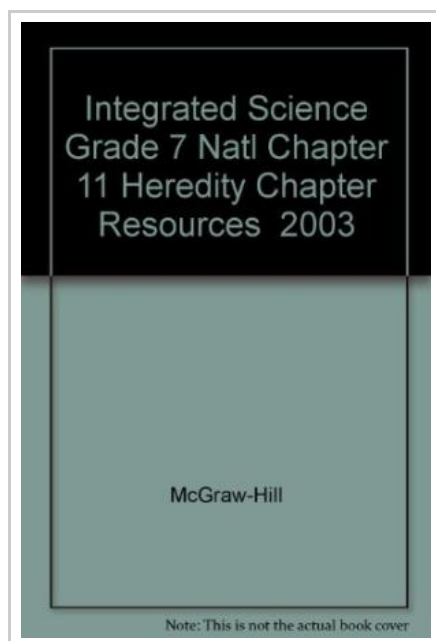 Integrated Science
Grade 7 Natl Chapter
11 Heredity Chapter
Resources 2003
McGraw-Hill
Note: This is not the actual book cover